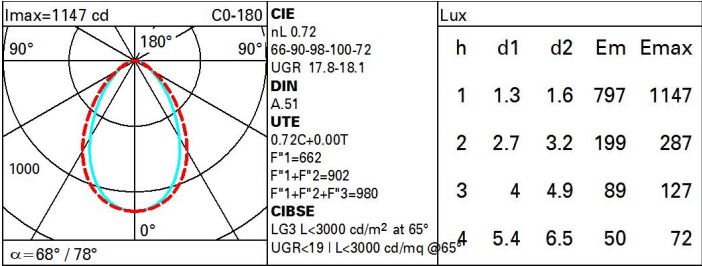 Imax=1147 cd C0-180
90° 180° 90°
1000
0°
α=68° / 78°
CIE
nL 0.72
66-90-98-100-72
UGR 17.8-18.1
DIN
A.51
UTE
0.72C+0.00T
F"1=662
F"1+F"2=902
F"1+F"2+F"3=980
CIBSE
LG3 L<3000 cd/m² at 65°
UGR<19 | L<3000 cd/mq @65°
Lux
h d1 d2 Em Emax
1 1.3 1.6 797 1147
2 2.7 3.2 199 287
3 4 4.9 89 127
4 5.4 6.5 50 72